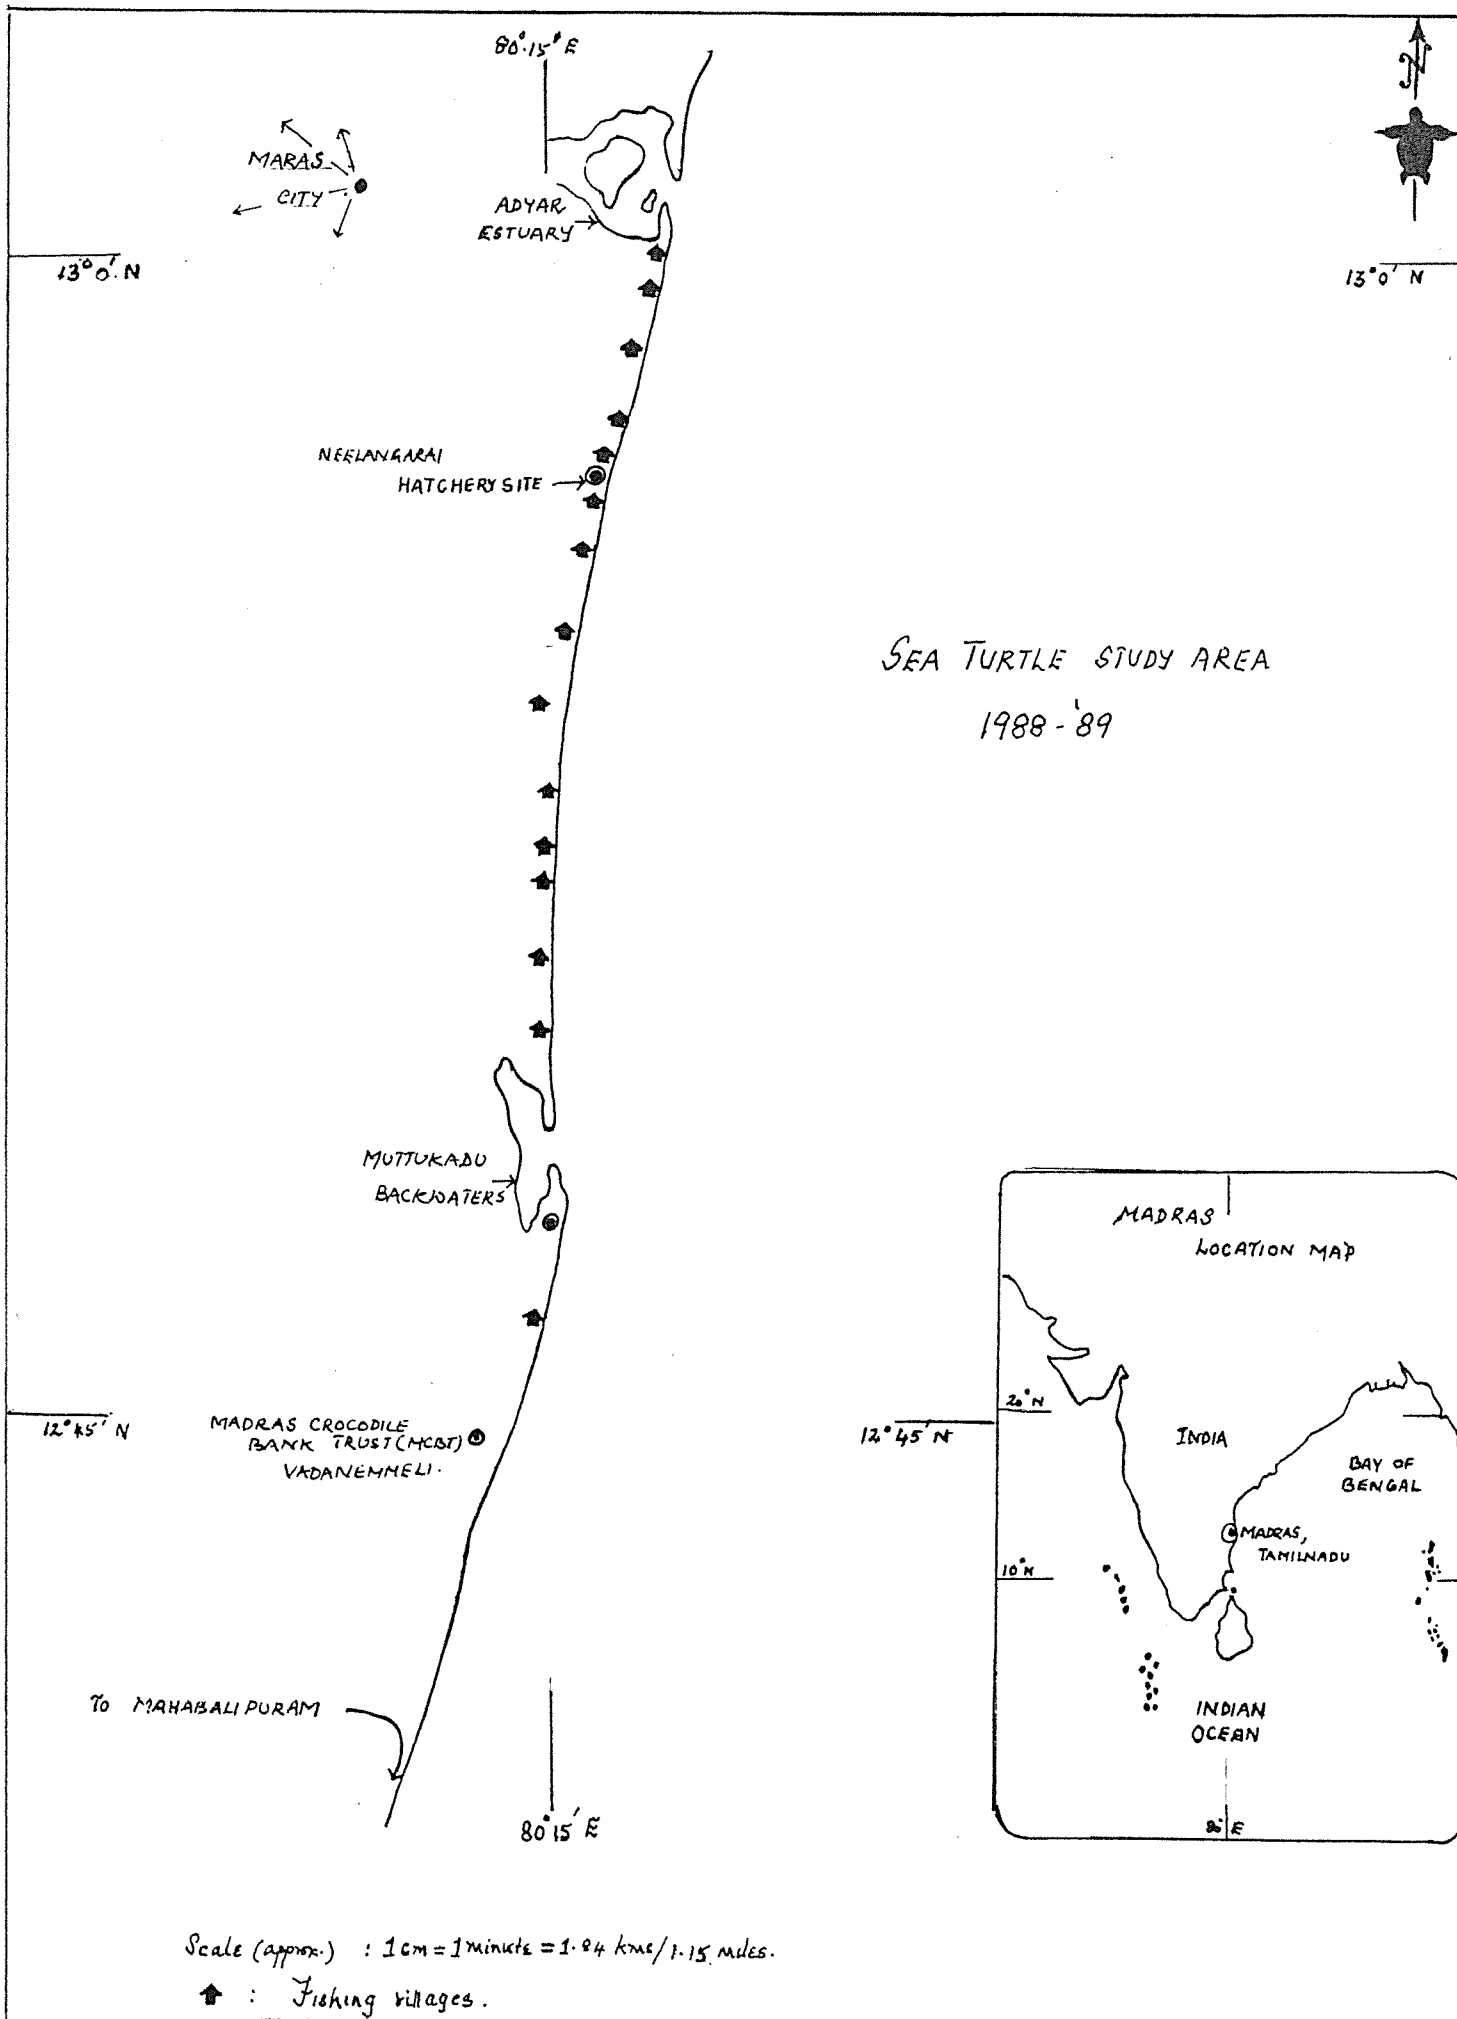 80°.15' E
N
MARAS
CITY
ADYAR
ESTUARY
13°0'. N
13°0' N
NEELANGARAI
HATCHERY SITE
SEA TURTLE STUDY AREA
1988-'89
MUTTUKADU
BACKWATERS
MADRAS
LOCATION MAP
20°N
12°45' N
12°45' N
MADRAS CROCODILE
BANK TRUST (MCBT)
VADANEMMELI.
INDIA
BAY OF
BENGAL
MADRAS,
TAMILNADU
10°N
TO MAHABALIPURAM
INDIAN
OCEAN
80°15' E
80° E
Scale (approx.) : 1cm = 1minute = 1.84 kms/1.15 miles.
: Fishing villages.